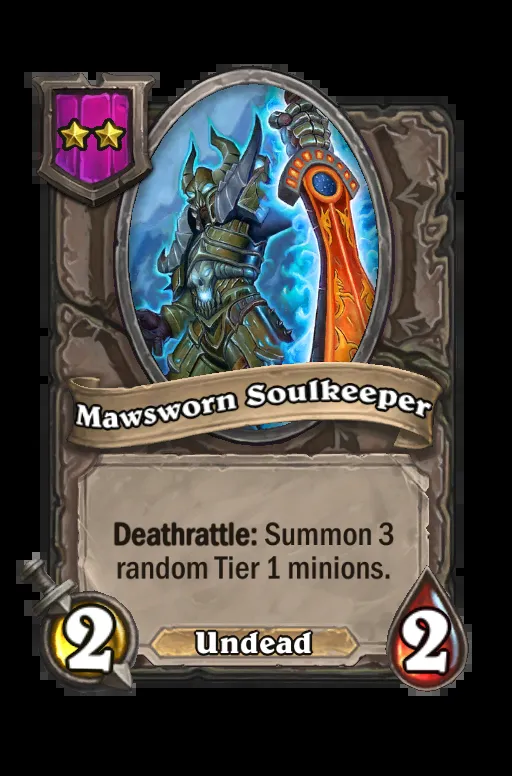 Mawsworn Soulkeeper
Deathrattle: Summon 3
random Tier 1 minions.
2
Undead
2